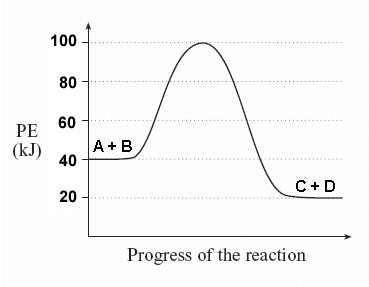 100
80
60
PE
(kJ)
A + B
40
C + D
20
Progress of the reaction